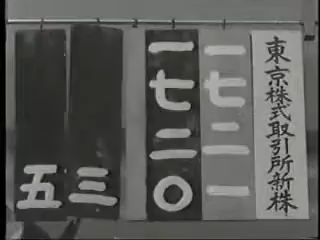 東京株式取引所新株
一七二一
一七二〇
三
五